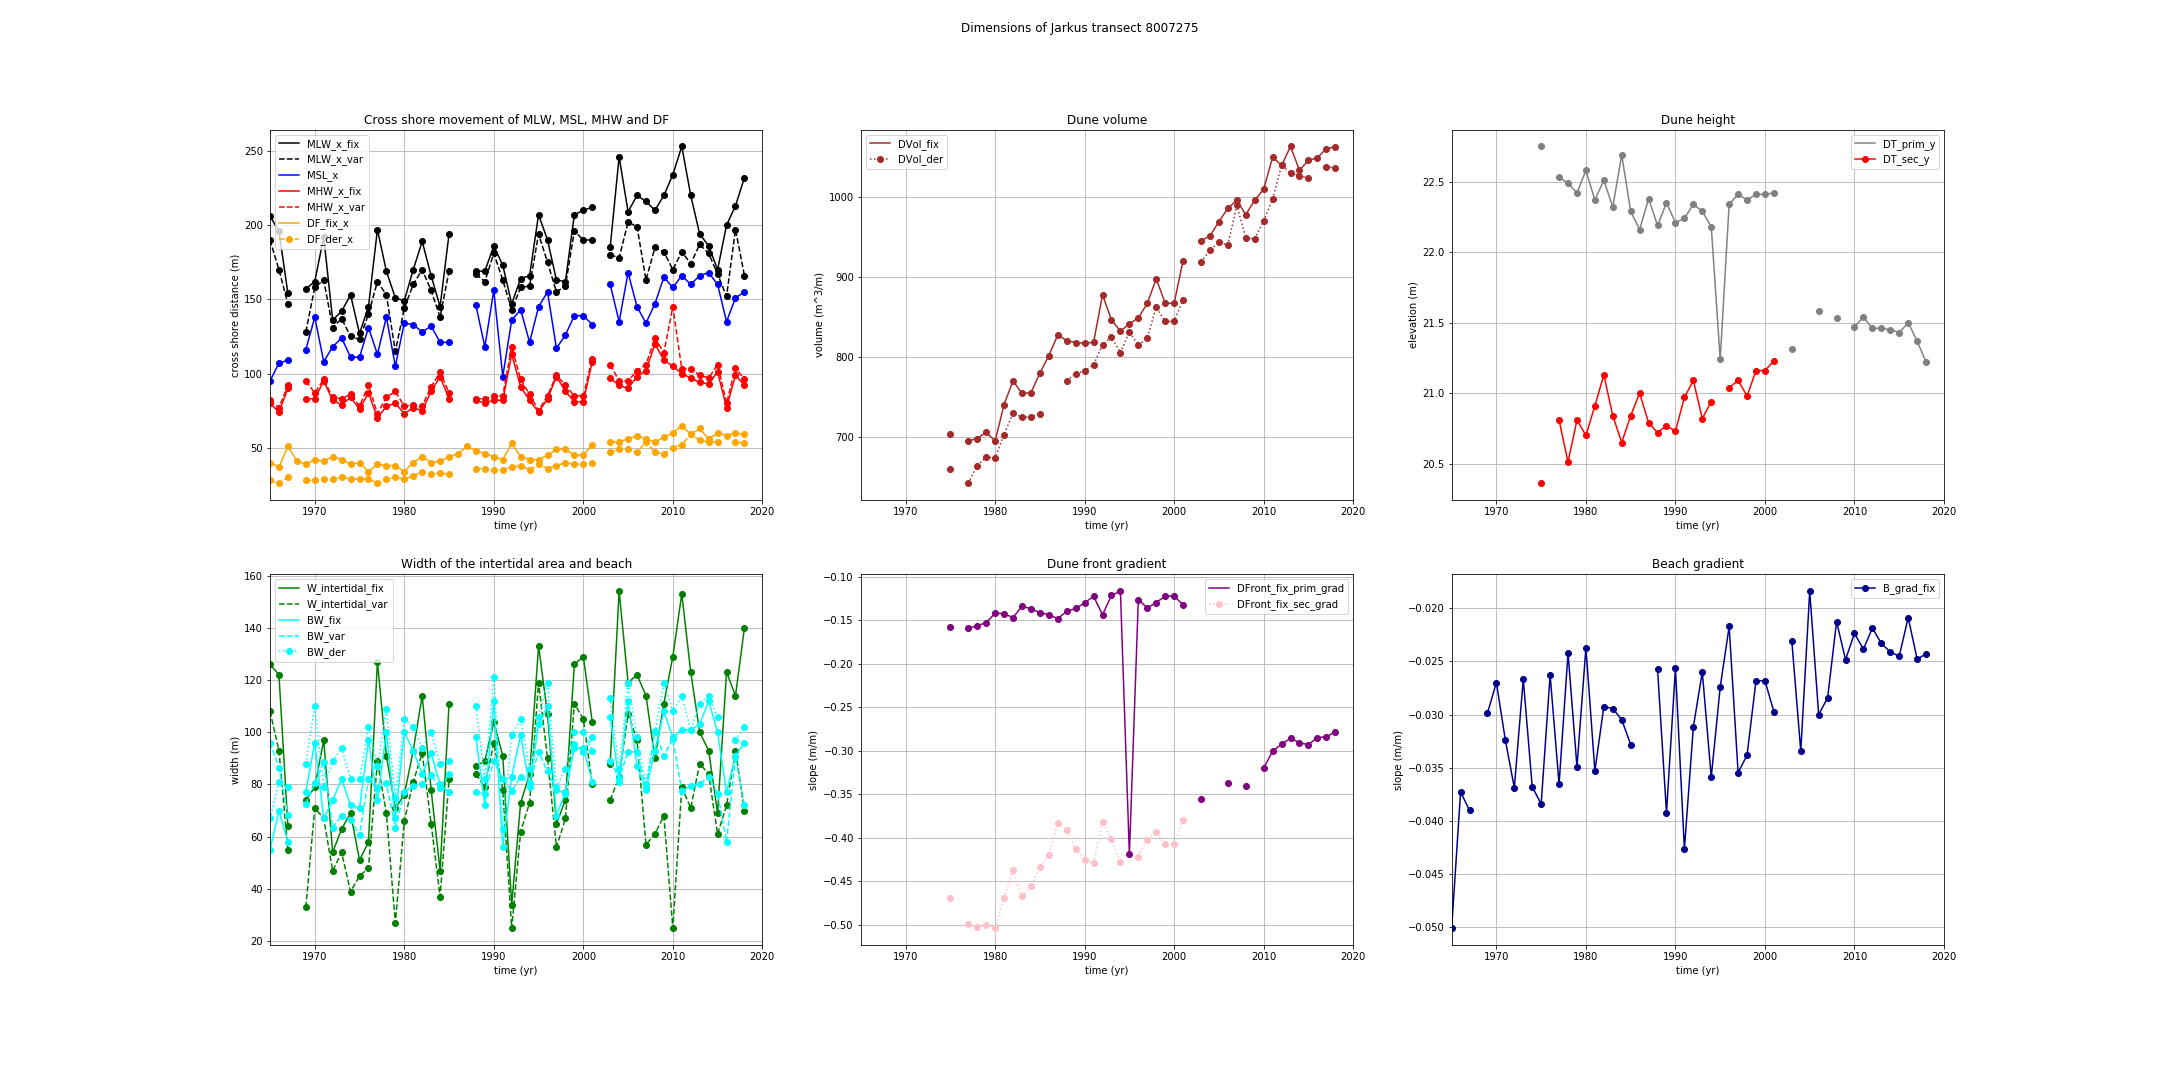 Dimensions of Jarkus transect 8007275
Cross shore movement of MLW, MSL, MHW and DF
cross shore distance (m)
250
200
150
100
50
MLW_x_fix
MLW_x_var
MSL_x
MHW_x_fix
MHW_x_var
DF_fix_x
DF_der_x
1970 1980 1990 2000 2010 2020
time (yr)
Dune volume
volume (m^3/m)
1000
900
800
700
DVol_fix
DVol_der
1970 1980 1990 2000 2010 2020
time (yr)
Dune height
elevation (m)
22.5
22.0
21.5
21.0
20.5
DT_prim_y
DT_sec_y
1970 1980 1990 2000 2010 2020
time (yr)
Width of the intertidal area and beach
width (m)
160
140
120
100
80
60
40
20
W_intertidal_fix
W_intertidal_var
BW_fix
BW_var
BW_der
1970 1980 1990 2000 2010 2020
time (yr)
Dune front gradient
slope (m/m)
−0.10
−0.15
−0.20
−0.25
−0.30
−0.35
−0.40
−0.45
−0.50
DFront_fix_prim_grad
DFront_fix_sec_grad
1970 1980 1990 2000 2010 2020
time (yr)
Beach gradient
slope (m/m)
−0.020
−0.025
−0.030
−0.035
−0.040
−0.045
−0.050
B_grad_fix
1970 1980 1990 2000 2010 2020
time (yr)